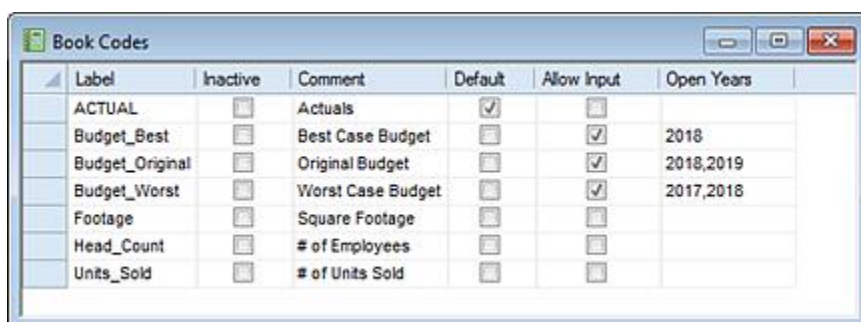 Book Codes
Label Inactive Comment Default Allow Input Open Years
ACTUAL Actuals
Budget_Best Best Case Budget 2018
Budget_Original Original Budget 2018,2019
Budget_Worst Worst Case Budget 2017,2018
Footage Square Footage
Head_Count # of Employees
Units_Sold # of Units Sold